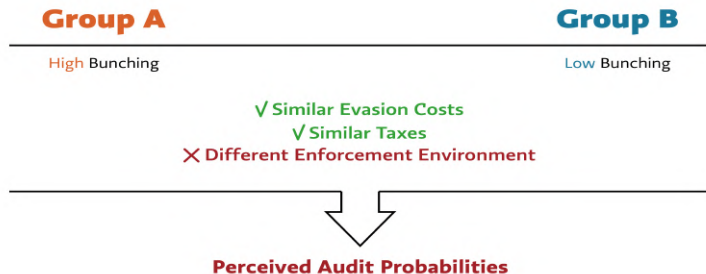 Group A Group B
High Bunching Low Bunching
√ Similar Evasion Costs
√ Similar Taxes
✕ Different Enforcement Environment
Perceived Audit Probabilities